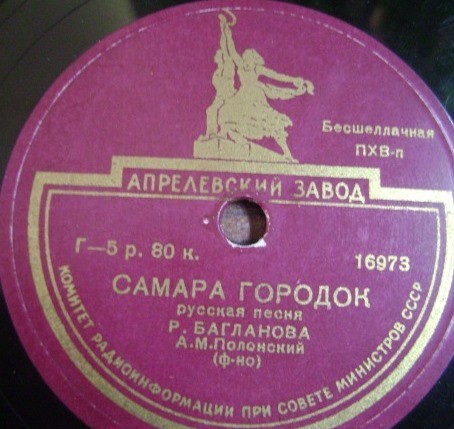 Бесшеллачная
ПХВ-п
АПРЕЛЕВСКИЙ ЗАВОД
Г—5 р. 80 к.
16973
САМАРА ГОРОДОК
русская песня
Р. БАГЛАНОВА
А.М.Полонский
(ф-но)
КОМИТЕТ РАДИОИНФОРМАЦИИ ПРИ СОВЕТЕ МИНИСТРОВ СССР